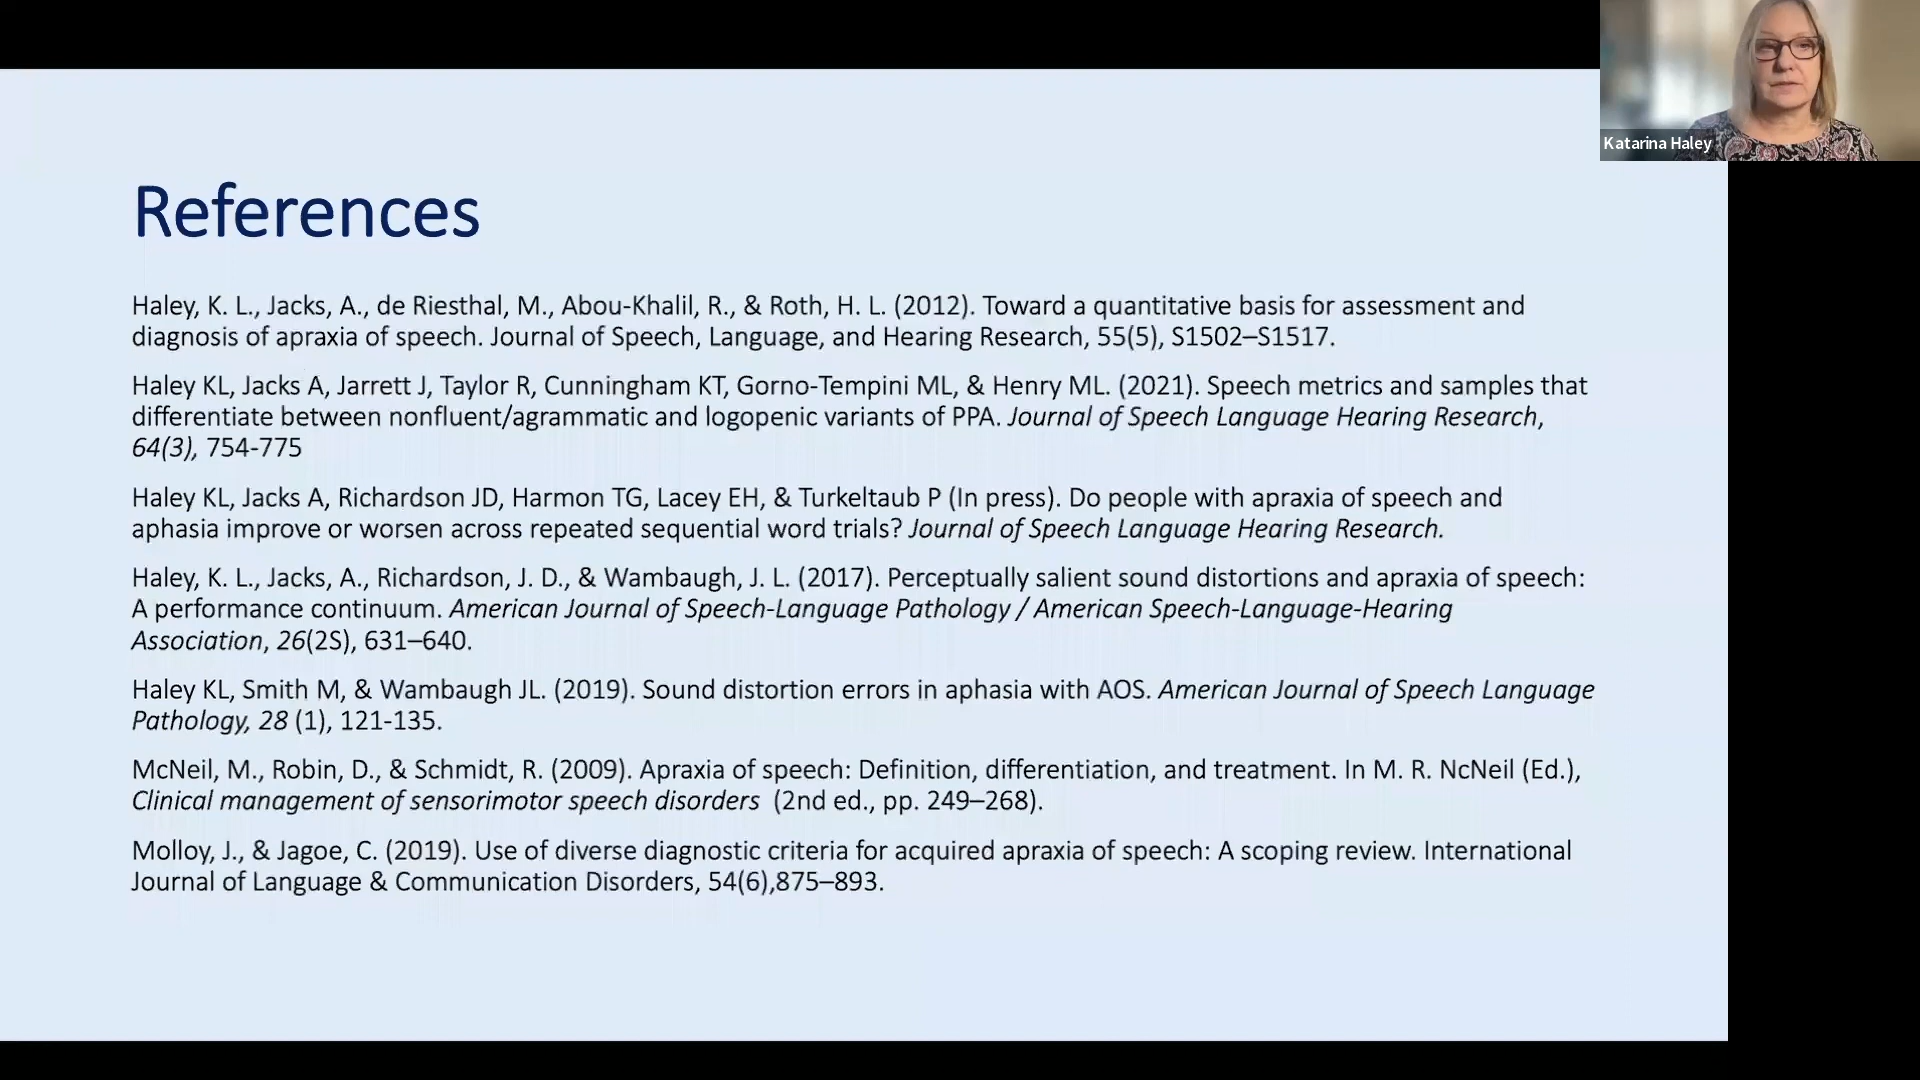 Katarina Haley
References
Haley, K. L., Jacks, A., de Riesthal, M., Abou-Khalil, R., & Roth, H. L. (2012). Toward a quantitative basis for assessment and
diagnosis of apraxia of speech. Journal of Speech, Language, and Hearing Research, 55(5), S1502–S1517.
Haley KL, Jacks A, Jarrett J, Taylor R, Cunningham KT, Gorno-Tempini ML, & Henry ML. (2021). Speech metrics and samples that
differentiate between nonfluent/agrammatic and logopenic variants of PPA. Journal of Speech Language Hearing Research,
64(3), 754-775
Haley KL, Jacks A, Richardson JD, Harmon TG, Lacey EH, & Turkeltaub P (In press). Do people with apraxia of speech and
aphasia improve or worsen across repeated sequential word trials? Journal of Speech Language Hearing Research.
Haley, K. L., Jacks, A., Richardson, J. D., & Wambaugh, J. L. (2017). Perceptually salient sound distortions and apraxia of speech:
A performance continuum. American Journal of Speech-Language Pathology / American Speech-Language-Hearing
Association, 26(2S), 631–640.
Haley KL, Smith M, & Wambaugh JL. (2019). Sound distortion errors in aphasia with AOS. American Journal of Speech Language
Pathology, 28 (1), 121-135.
McNeil, M., Robin, D., & Schmidt, R. (2009). Apraxia of speech: Definition, differentiation, and treatment. In M. R. NcNeil (Ed.),
Clinical management of sensorimotor speech disorders (2nd ed., pp. 249–268).
Molloy, J., & Jagoe, C. (2019). Use of diverse diagnostic criteria for acquired apraxia of speech: A scoping review. International
Journal of Language & Communication Disorders, 54(6),875–893.